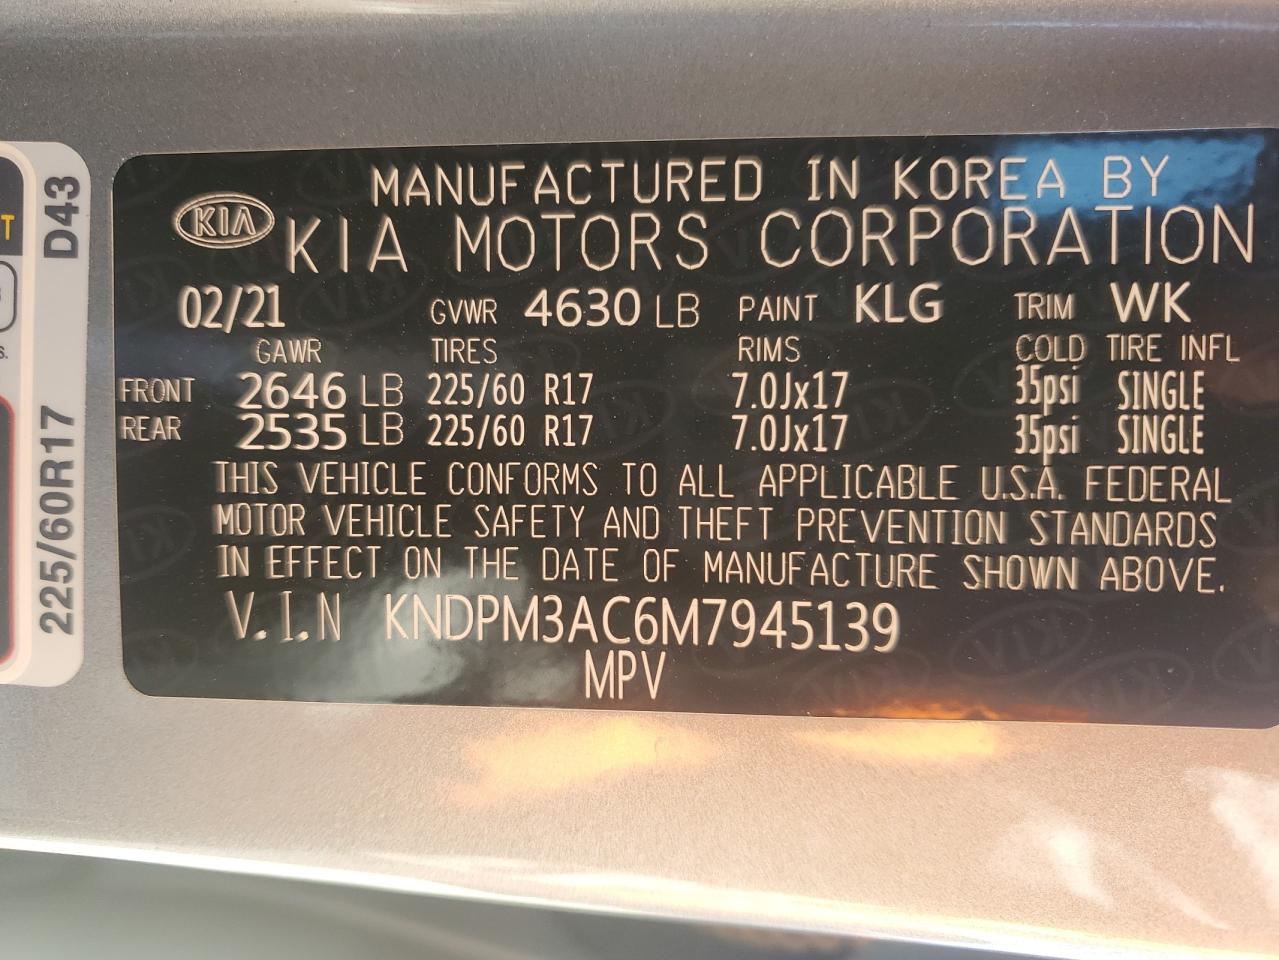 MANUFACTURED IN KOREA BY
KIA KIA MOTORS CORPORATION
02/21 GVWR 4630 LB PAINT KLG TRIM WK
GAWR TIRES RIMS COLD TIRE INFL
FRONT 2646 LB 225/60 R17 7.0Jx17 35psi SINGLE
REAR 2535 LB 225/60 R17 7.0Jx17 35psi SINGLE
THIS VEHICLE CONFORMS TO ALL APPLICABLE U.S.A. FEDERAL
MOTOR VEHICLE SAFETY AND THEFT PREVENTION STANDARDS
IN EFFECT ON THE DATE OF MANUFACTURE SHOWN ABOVE.
V.I.N KNDPM3AC6M7945139
MPV
225/60R17 D43